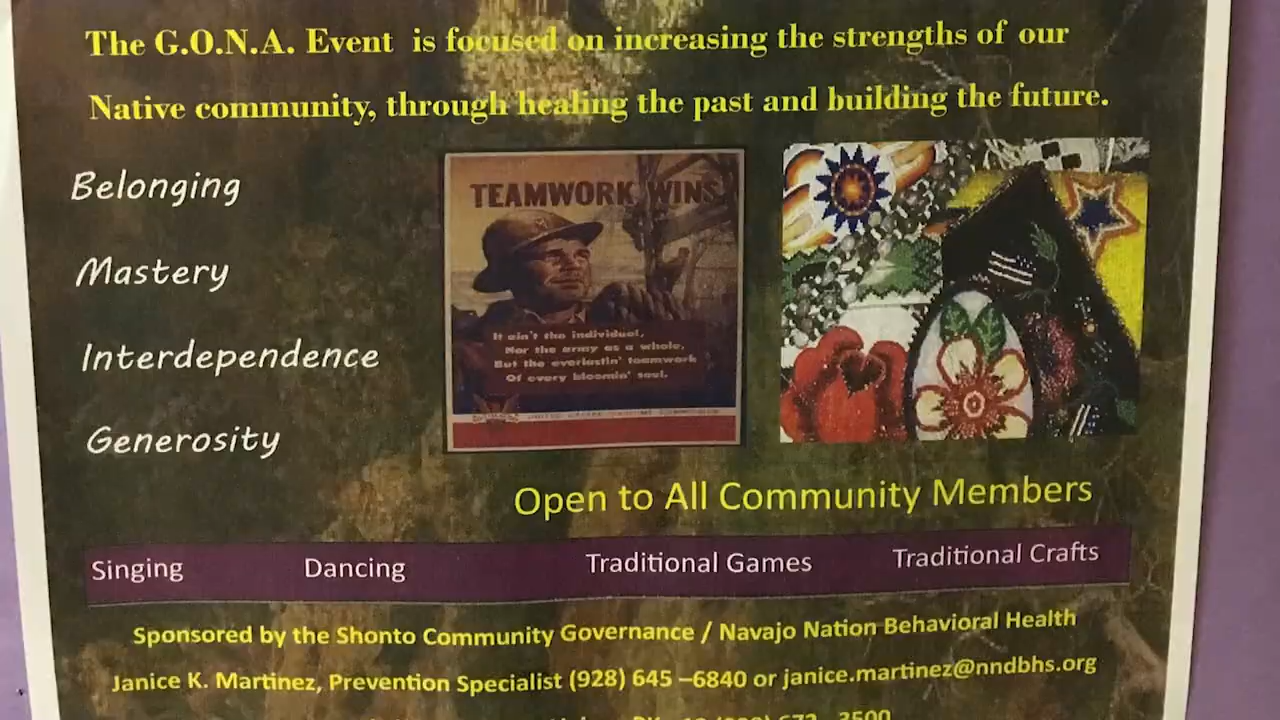 The G.O.N.A. Event is focused on increasing the strengths of our
Native community, through healing the past and building the future.
Belonging
Mastery
Interdependence
Generosity
TEAMWORK WINS
It ain't the individual,
Nor the army as a whole,
But the everlastin' teamwork
Of every bloomin' soul.
Open to All Community Members
Singing Dancing Traditional Games Traditional Crafts
Sponsored by the Shonto Community Governance / Navajo Nation Behavioral Health
Janice K. Martinez, Prevention Specialist (928) 645 –6840 or janice.martinez@nndbhs.org
3500